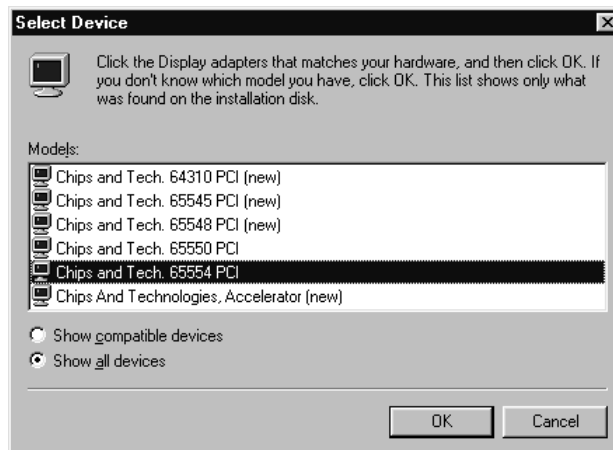 Select Device
Click the Display adapters that matches your hardware, and then click OK. If
you don't know which model you have, click OK. This list shows only what
was found on the installation disk.
Models:
Chips and Tech. 64310 PCI (new)
Chips and Tech. 65545 PCI (new)
Chips and Tech. 65548 PCI (new)
Chips and Tech. 65550 PCI
Chips and Tech. 65554 PCI
Chips And Technologies, Accelerator (new)
Show compatible devices
Show all devices
OK
Cancel